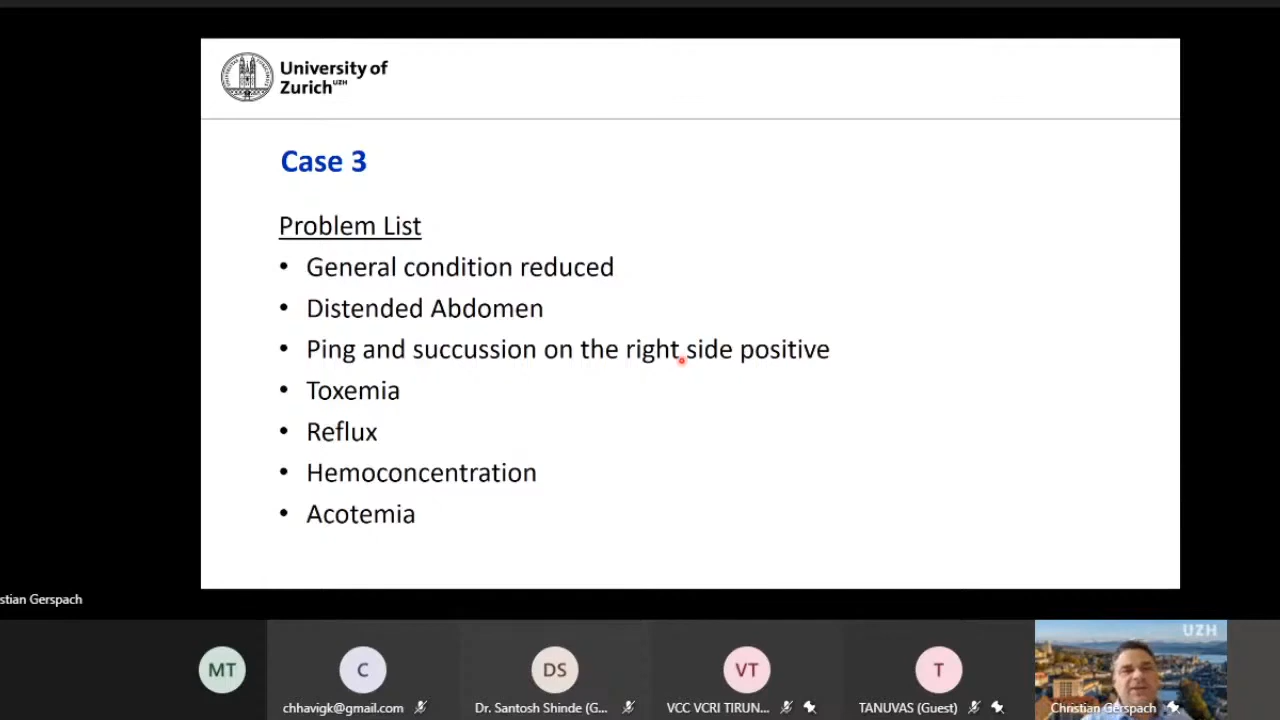 University of
Zurich UZH
Case 3
Problem List
• General condition reduced
• Distended Abdomen
• Ping and succussion on the right side positive
• Toxemia
• Reflux
• Hemoconcentration
• Acotemia
stian Gerspach
MT
C
DS
VT
T
UZH
chhavigk@gmail.com
Dr. Santosh Shinde (G...
VCC VCRI TIRUN...
TANUVAS (Guest)
Christian Gerspach